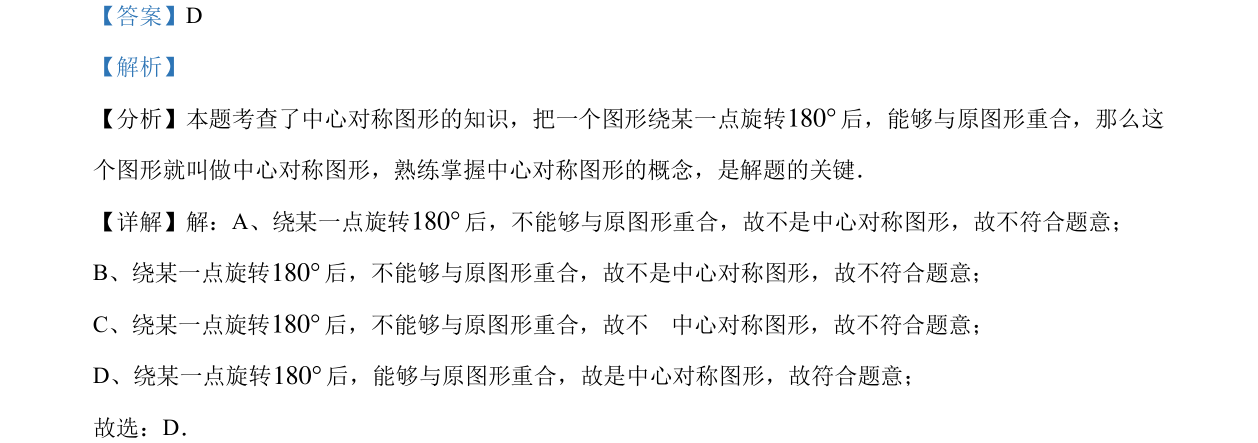 【答案】D
【解析】
【分析】本题考查了中心对称图形的知识，把一个图形绕某一点旋转180°后，能够与原图形重合，那么这
个图形就叫做中心对称图形，熟练掌握中心对称图形的概念，是解题的关键．
【详解】解：A、绕某一点旋转180°后，不能够与原图形重合，故不是中心对称图形，故不符合题意；
B、绕某一点旋转180°后，不能够与原图形重合，故不是中心对称图形，故不符合题意；
C、绕某一点旋转180°后，不能够与原图形重合，故不　中心对称图形，故不符合题意；
D、绕某一点旋转180°后，能够与原图形重合，故是中心对称图形，故符合题意；
故选：D．